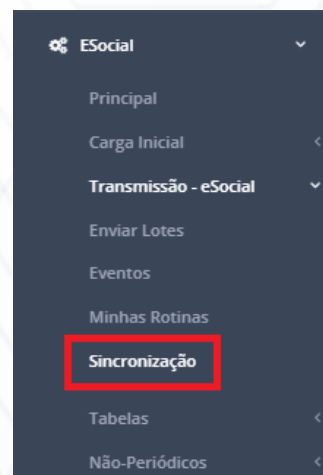 ESocial
Principal
Carga Inicial
Transmissão - eSocial
Enviar Lotes
Eventos
Minhas Rotinas
Sincronização
Tabelas
Não-Periódicos